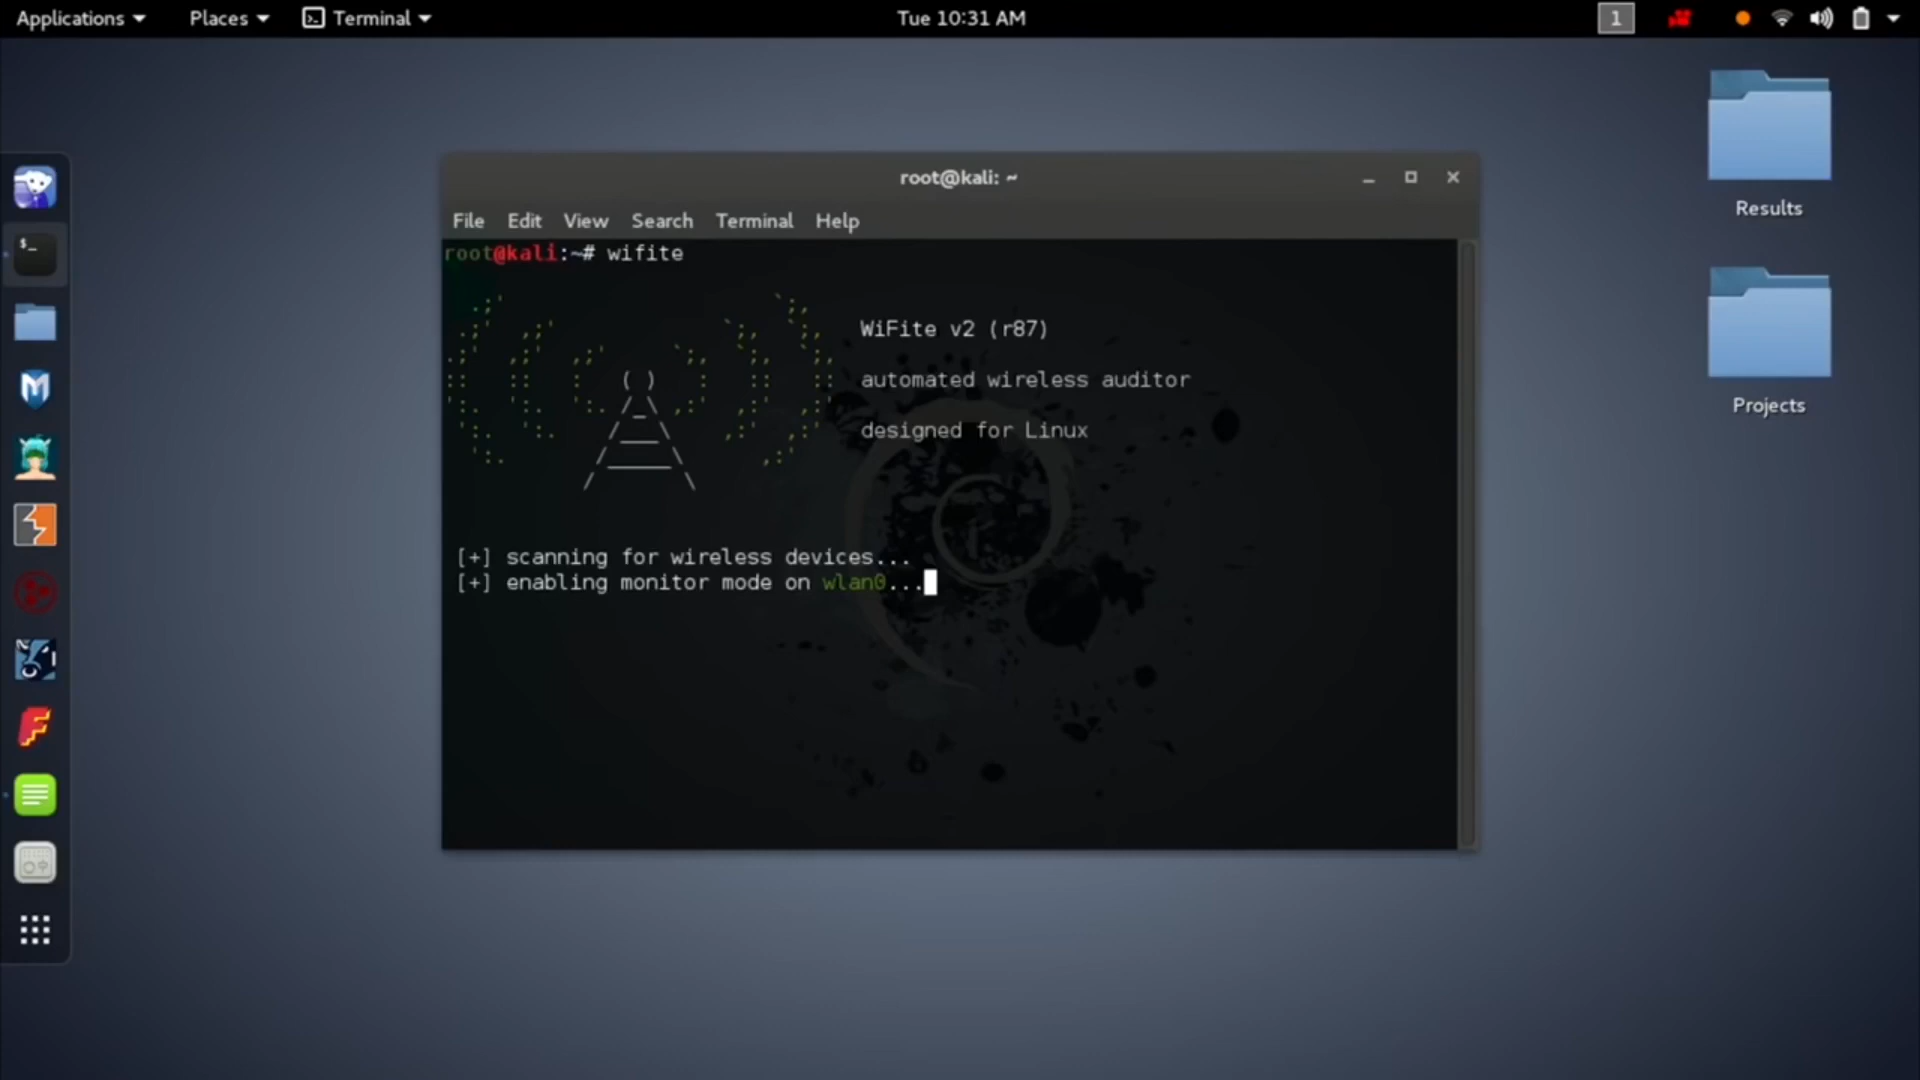 Applications Places Terminal Tue 10:31 AM 1
Results
Projects
root@kali: ~
File Edit View Search Terminal Help
root@kali:~# wifite
WiFite v2 (r87)
automated wireless auditor
designed for Linux
[+] scanning for wireless devices...
[+] enabling monitor mode on wlan0...